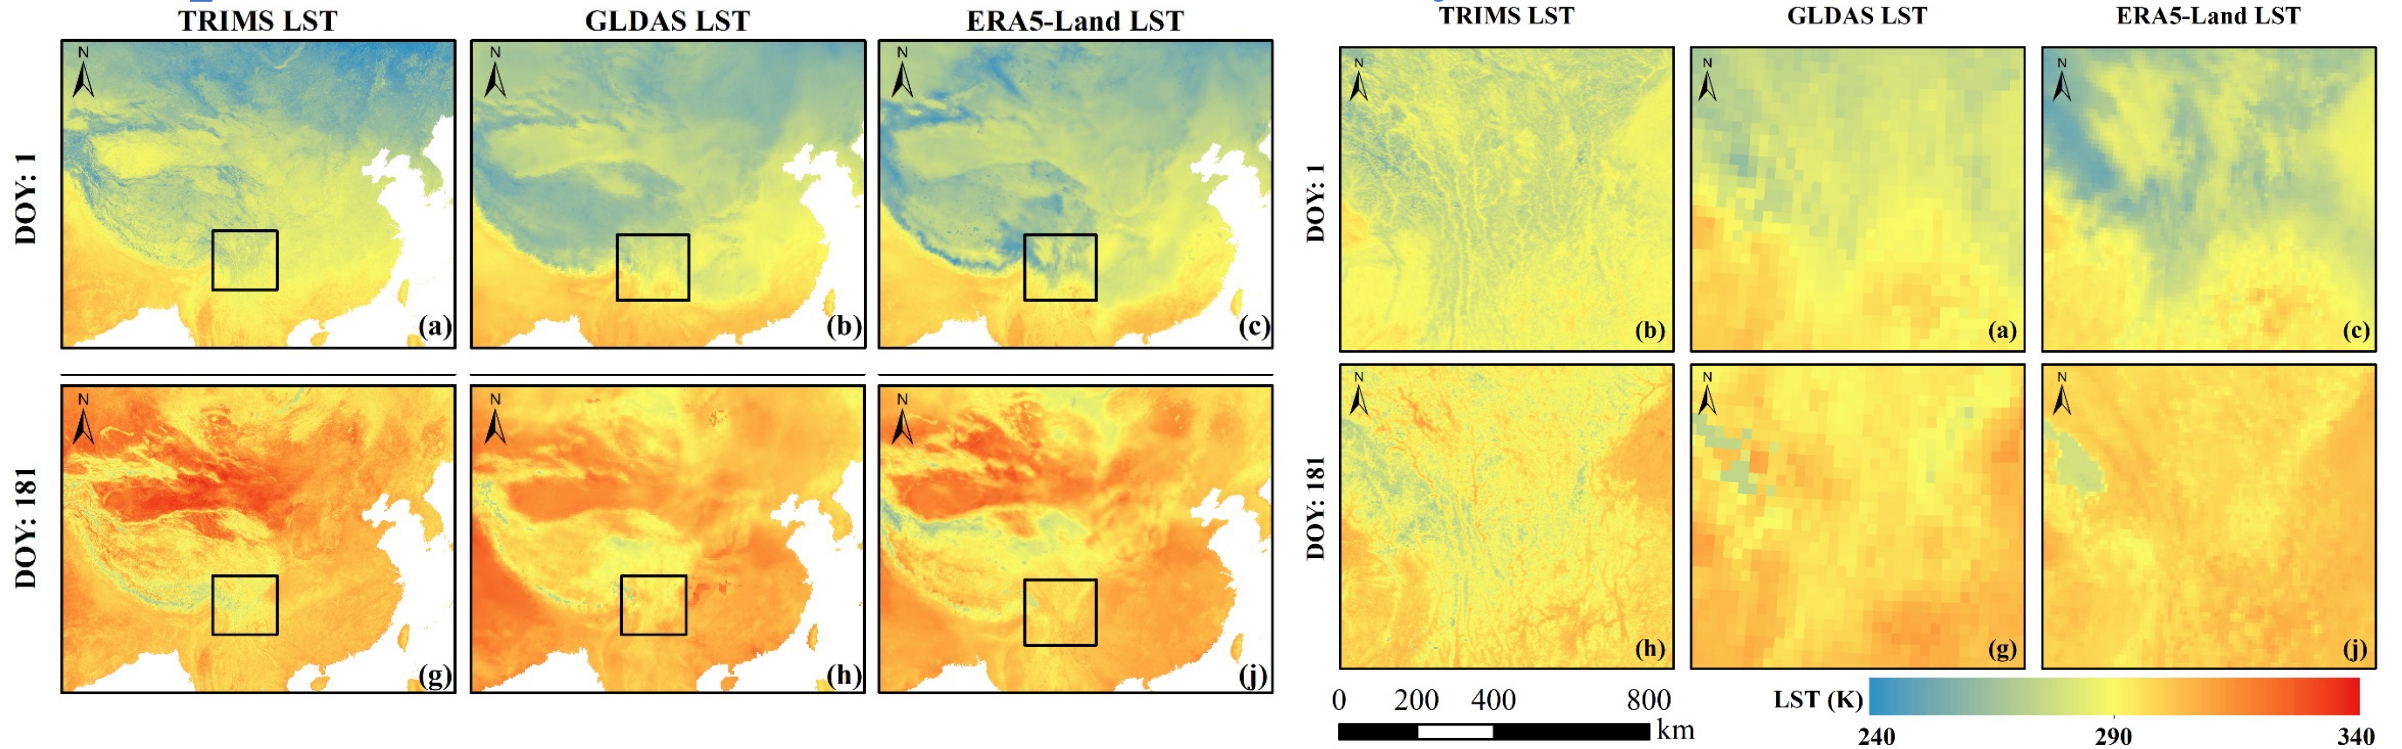 TRIMS LST GLDAS LST ERA5-Land LST
DOY: 1
N N N
(a) (b) (c)
DOY: 181
N N N
(g) (h) (j)
TRIMS LST GLDAS LST ERA5-Land LST
DOY: 1
N N N
(b) (a) (c)
DOY: 181
N N N
(h) (g) (j)
0 200 400 800
km
LST (K)
240 290 340